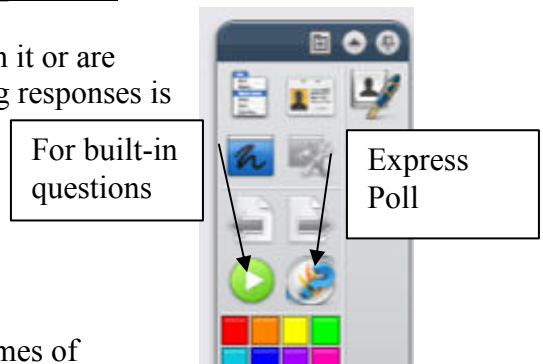 n it or are
g responses is
For built-in
questions
Express
Poll
mes of